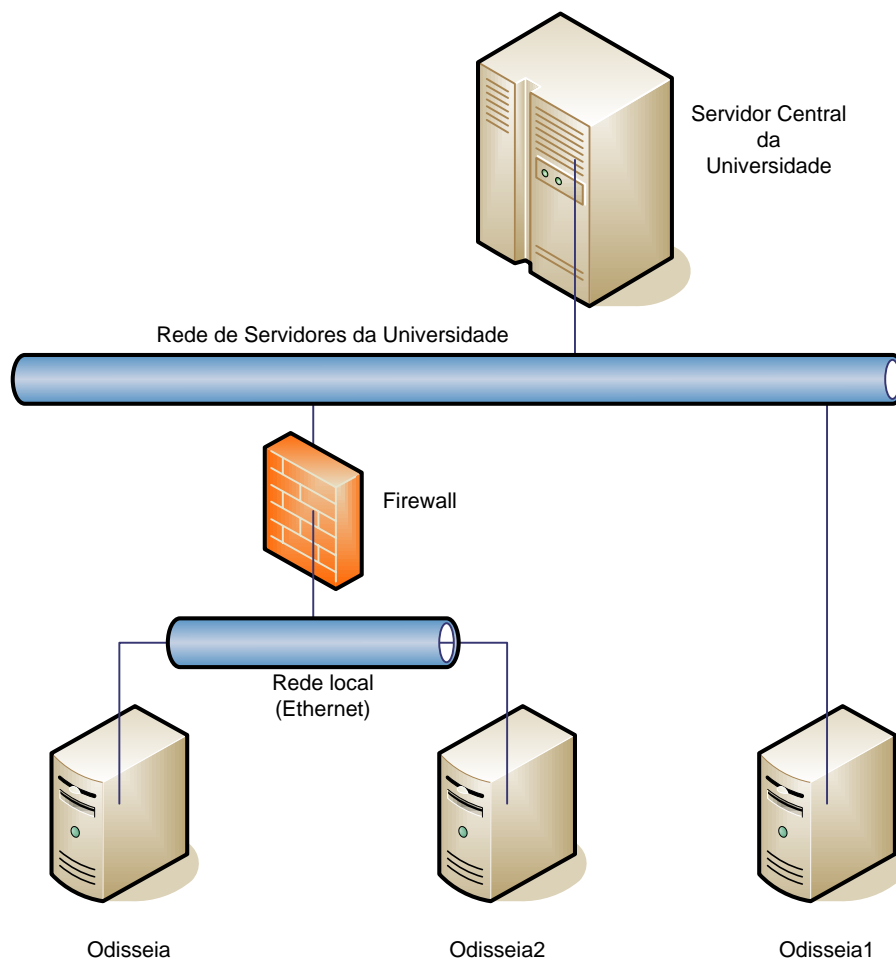 Servidor Central
da
Universidade
Rede de Servidores da Universidade
Firewall
Rede local
(Ethernet)
Odisseia
Odisseia2
Odisseia1